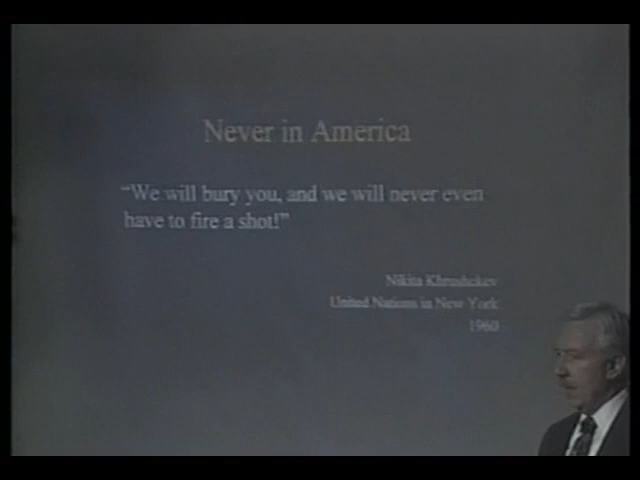 Never in America
“We will bury you, and we will never even
have to fire a shot!”
Nikita Khrushchev
United Nations in New York
1960